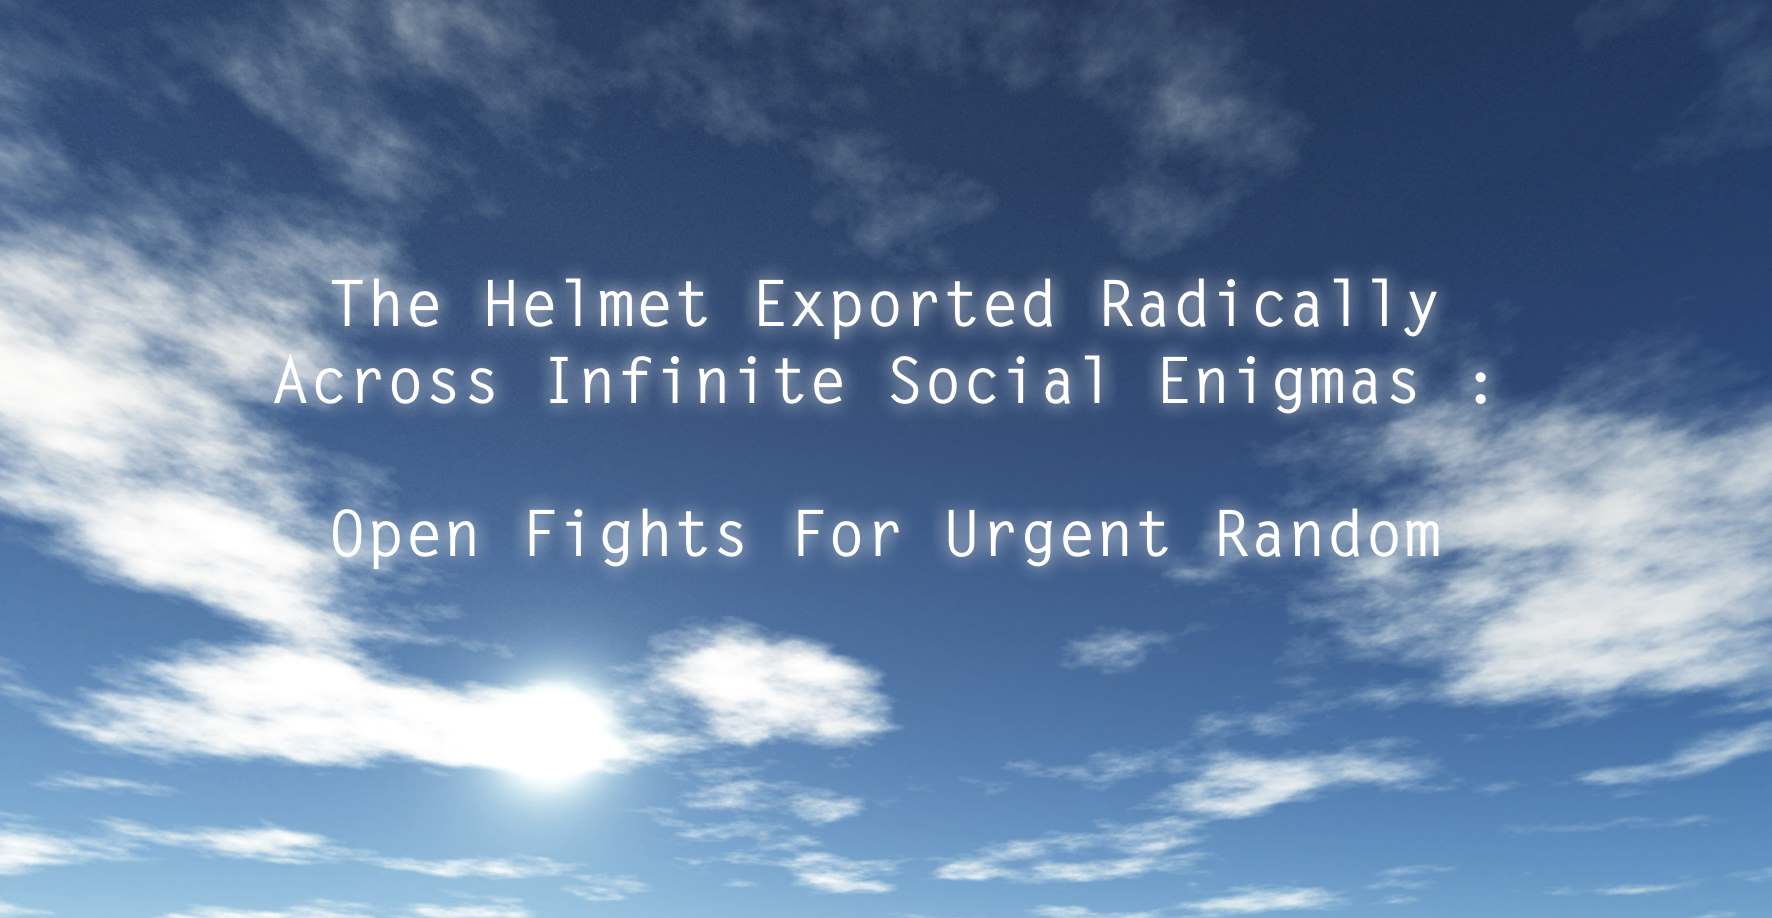 The Helmet Exported Radically
Across Infinite Social Enigmas :
Open Fights For Urgent Random